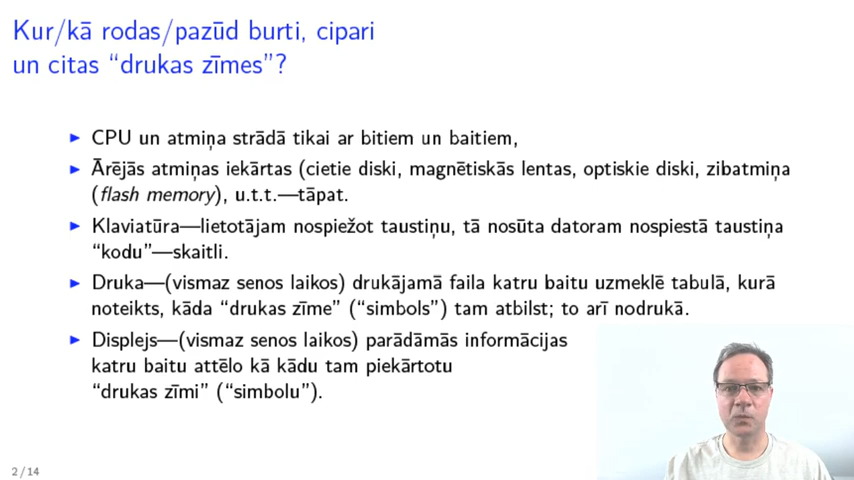 Kur/kā rodas/pazūd burti, cipari
un citas “drukas zīmes”?
▶ CPU un atmiņa strādā tikai ar bitiem un baitiem,
▶ Ārējās atmiņas iekārtas (cietie diski, magnētiskās lentas, optiskie diski, zibatmiņa
(flash memory), u.t.t.—tāpat.
▶ Klaviatūra—lietotājam nospiežot taustiņu, tā nosūta datoram nospiestā taustiņa
“kodu”—skaitli.
▶ Druka—(vismaz senos laikos) drukājamā faila katru baitu uzmeklē tabulā, kurā
noteikts, kāda “drukas zīme” (“simbols”) tam atbilst; to arī nodrukā.
▶ Displejs—(vismaz senos laikos) parādāmās informācijas
katru baitu attēlo kā kādu tam piekārtotu
“drukas zīmi” (“simbolu”).
2 / 14